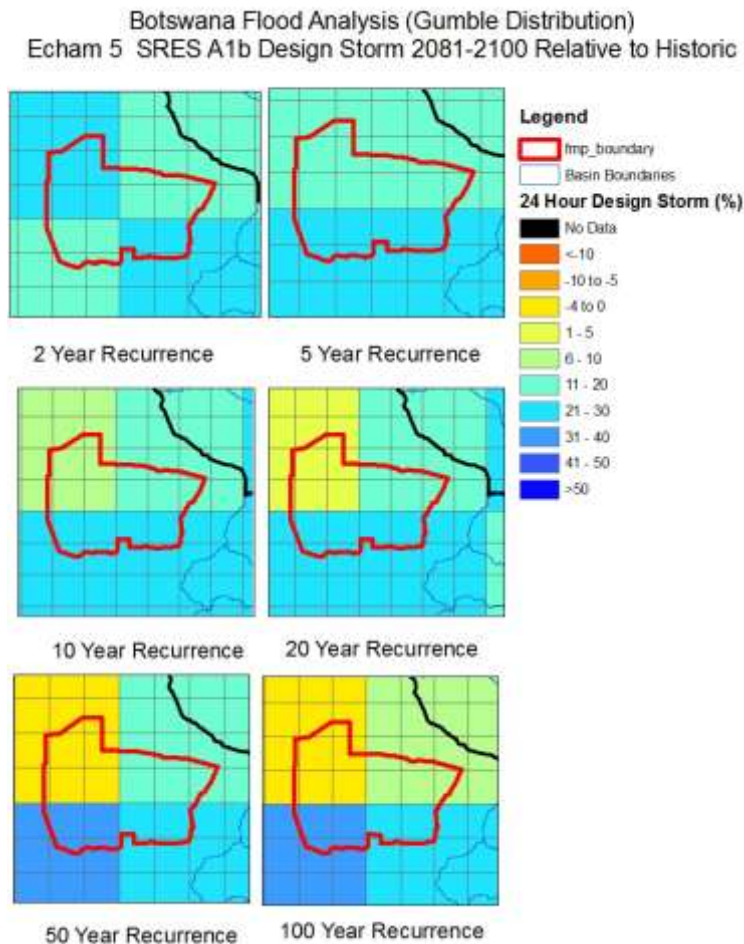 Botswana Flood Analysis (Gumble Distribution)
Echam 5 SRES A1b Design Storm 2081-2100 Relative to Historic
Legend
fmp_boundary
Basin Boundaries
24 Hour Design Storm (%)
No Data
<-10
-10 to -5
-4 to 0
1 - 5
6 - 10
11 - 20
21 - 30
31 - 40
41 - 50
>50
2 Year Recurrence
5 Year Recurrence
10 Year Recurrence
20 Year Recurrence
50 Year Recurrence
100 Year Recurrence